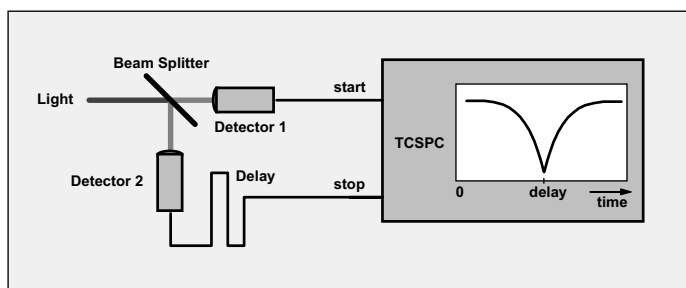 Beam Splitter
Light
start
Detector 1
TCSPC
Detector 2
Delay
stop
0 delay
time